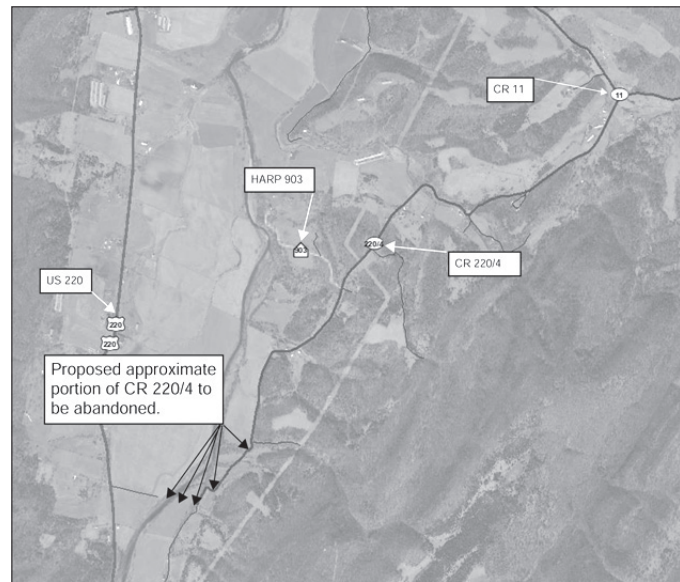 CR 11
11
HARP 903
903
220/4
CR 220/4
US 220
220
220
Proposed approximate
portion of CR 220/4 to
be abandoned.